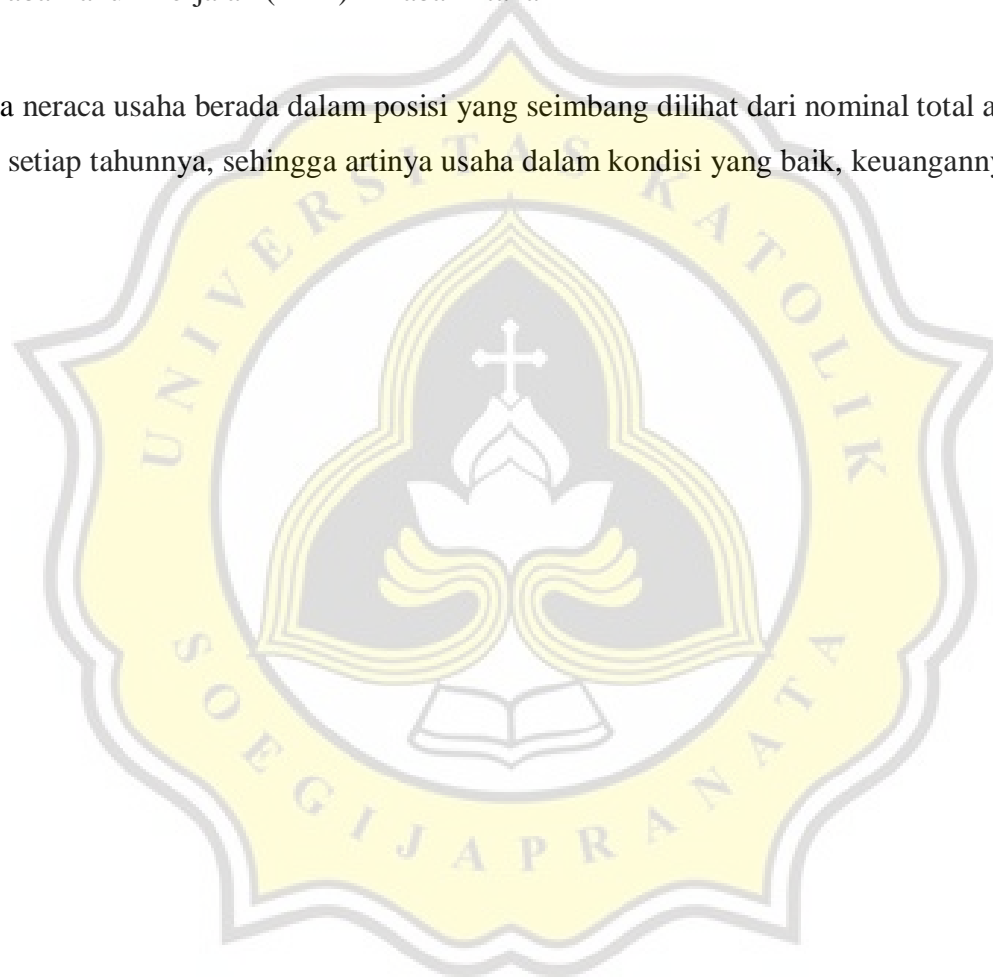 a neraca usaha berada dalam posisi yang seimbang dilihat dari nominal total a
setiap tahunnya, sehingga artinya usaha dalam kondisi yang baik, keuanganny
UNIVERSITAS KATOLIK
SOEGIJAPRANATA